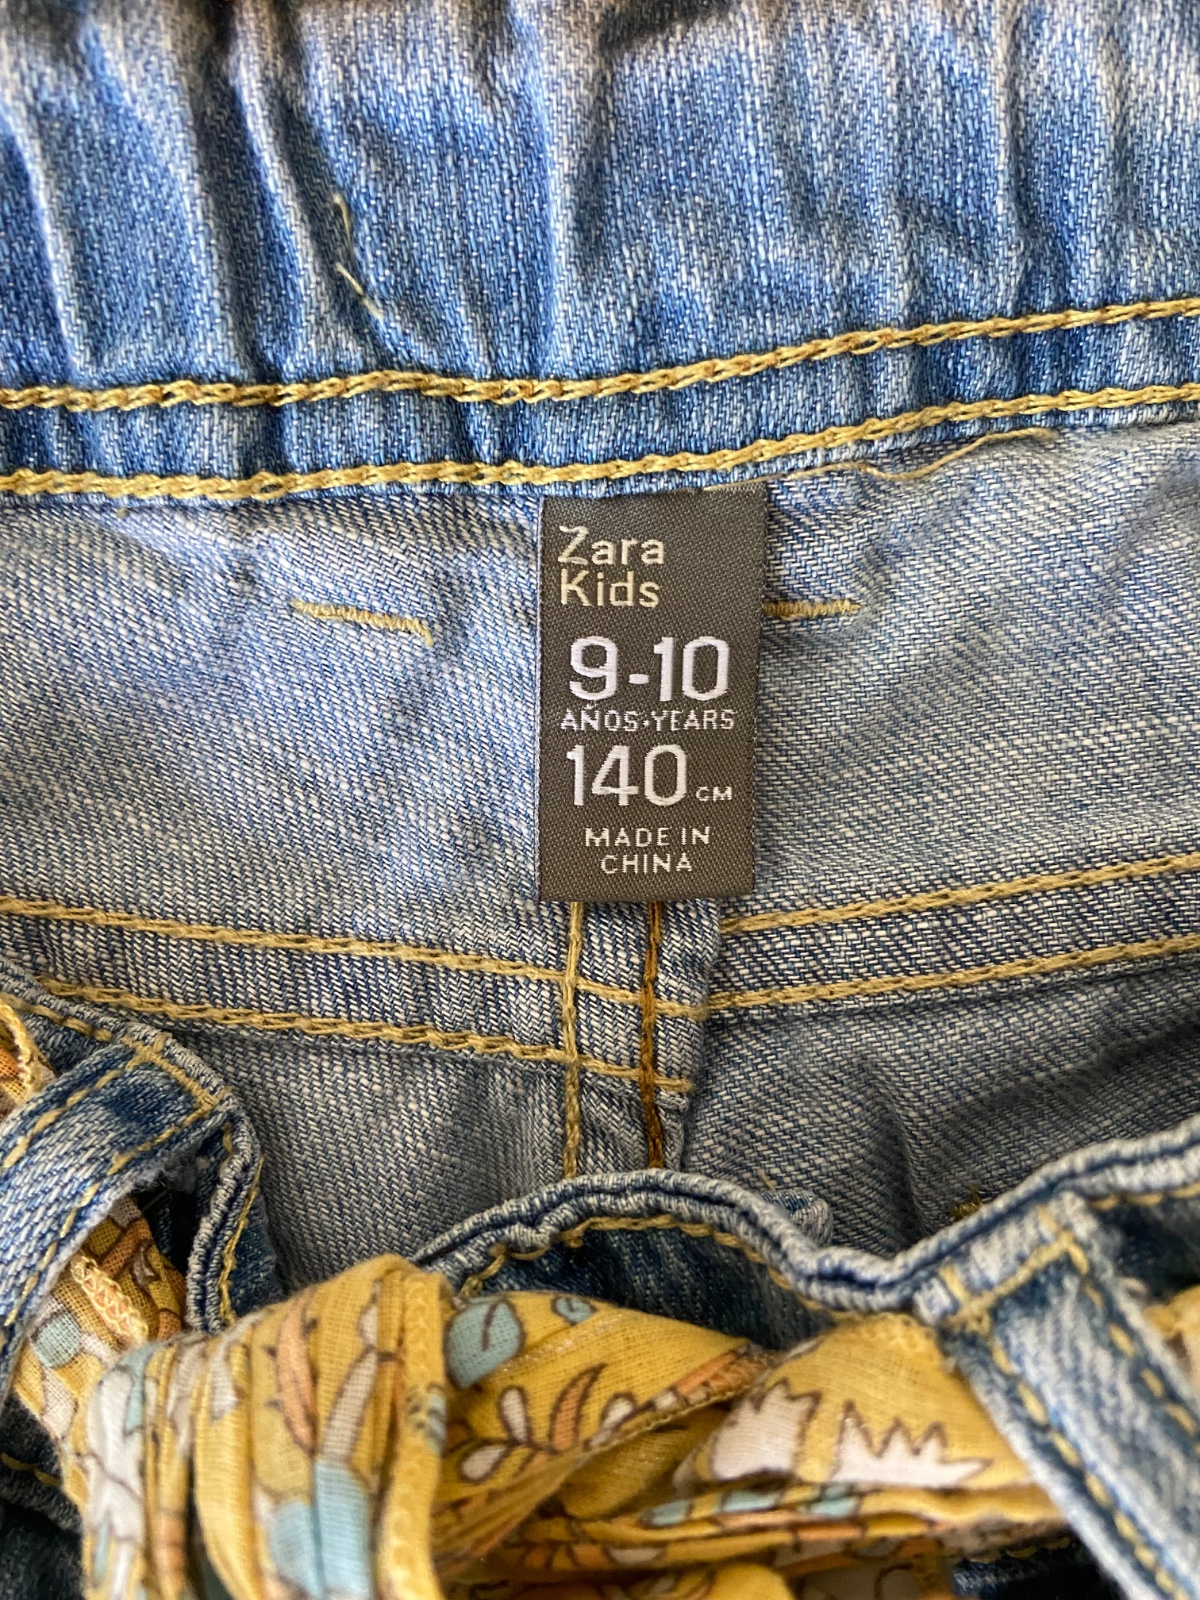 Zara
Kids
9-10
AÑOS·YEARS
140 CM
MADE IN
CHINA